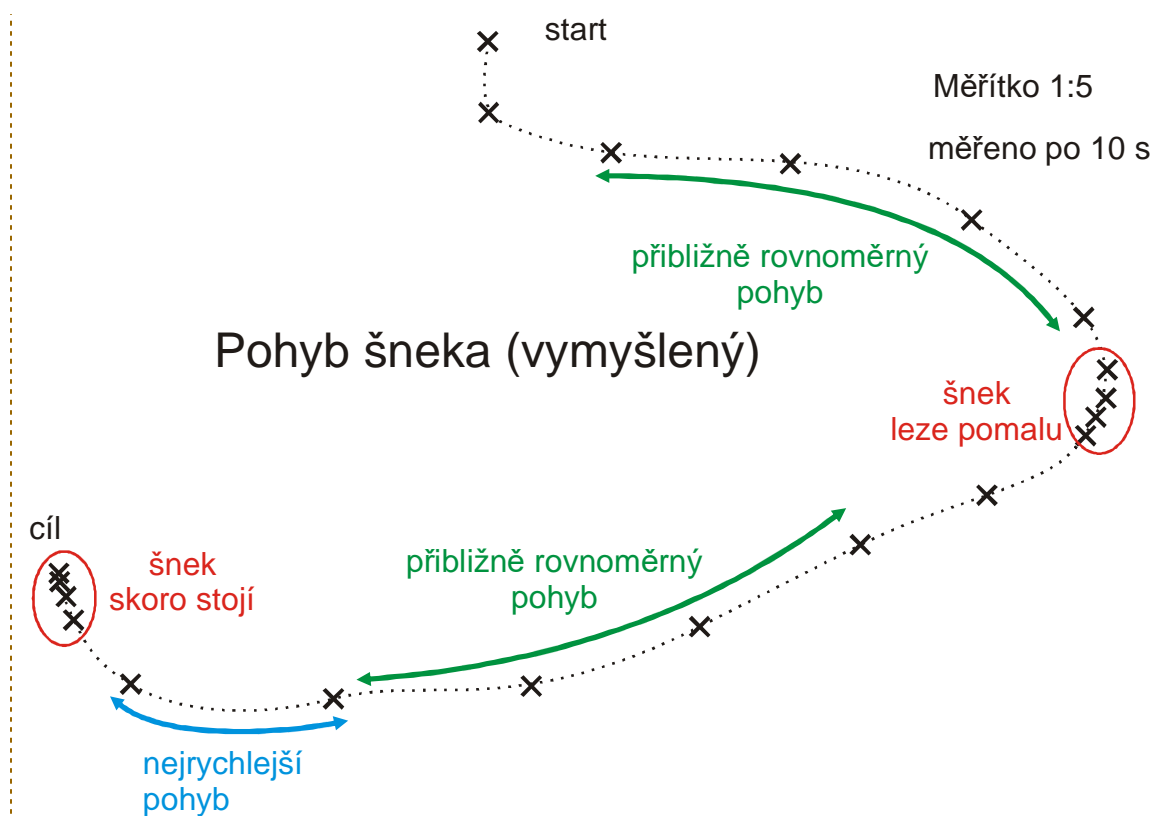 start
Měřítko 1:5
měřeno po 10 s
přibližně rovnoměrný
pohyb
Pohyb šneka (vymyšlený)
šnek
leze pomalu
cíl
šnek
skoro stojí
přibližně rovnoměrný
pohyb
nejrychlejší
pohyb